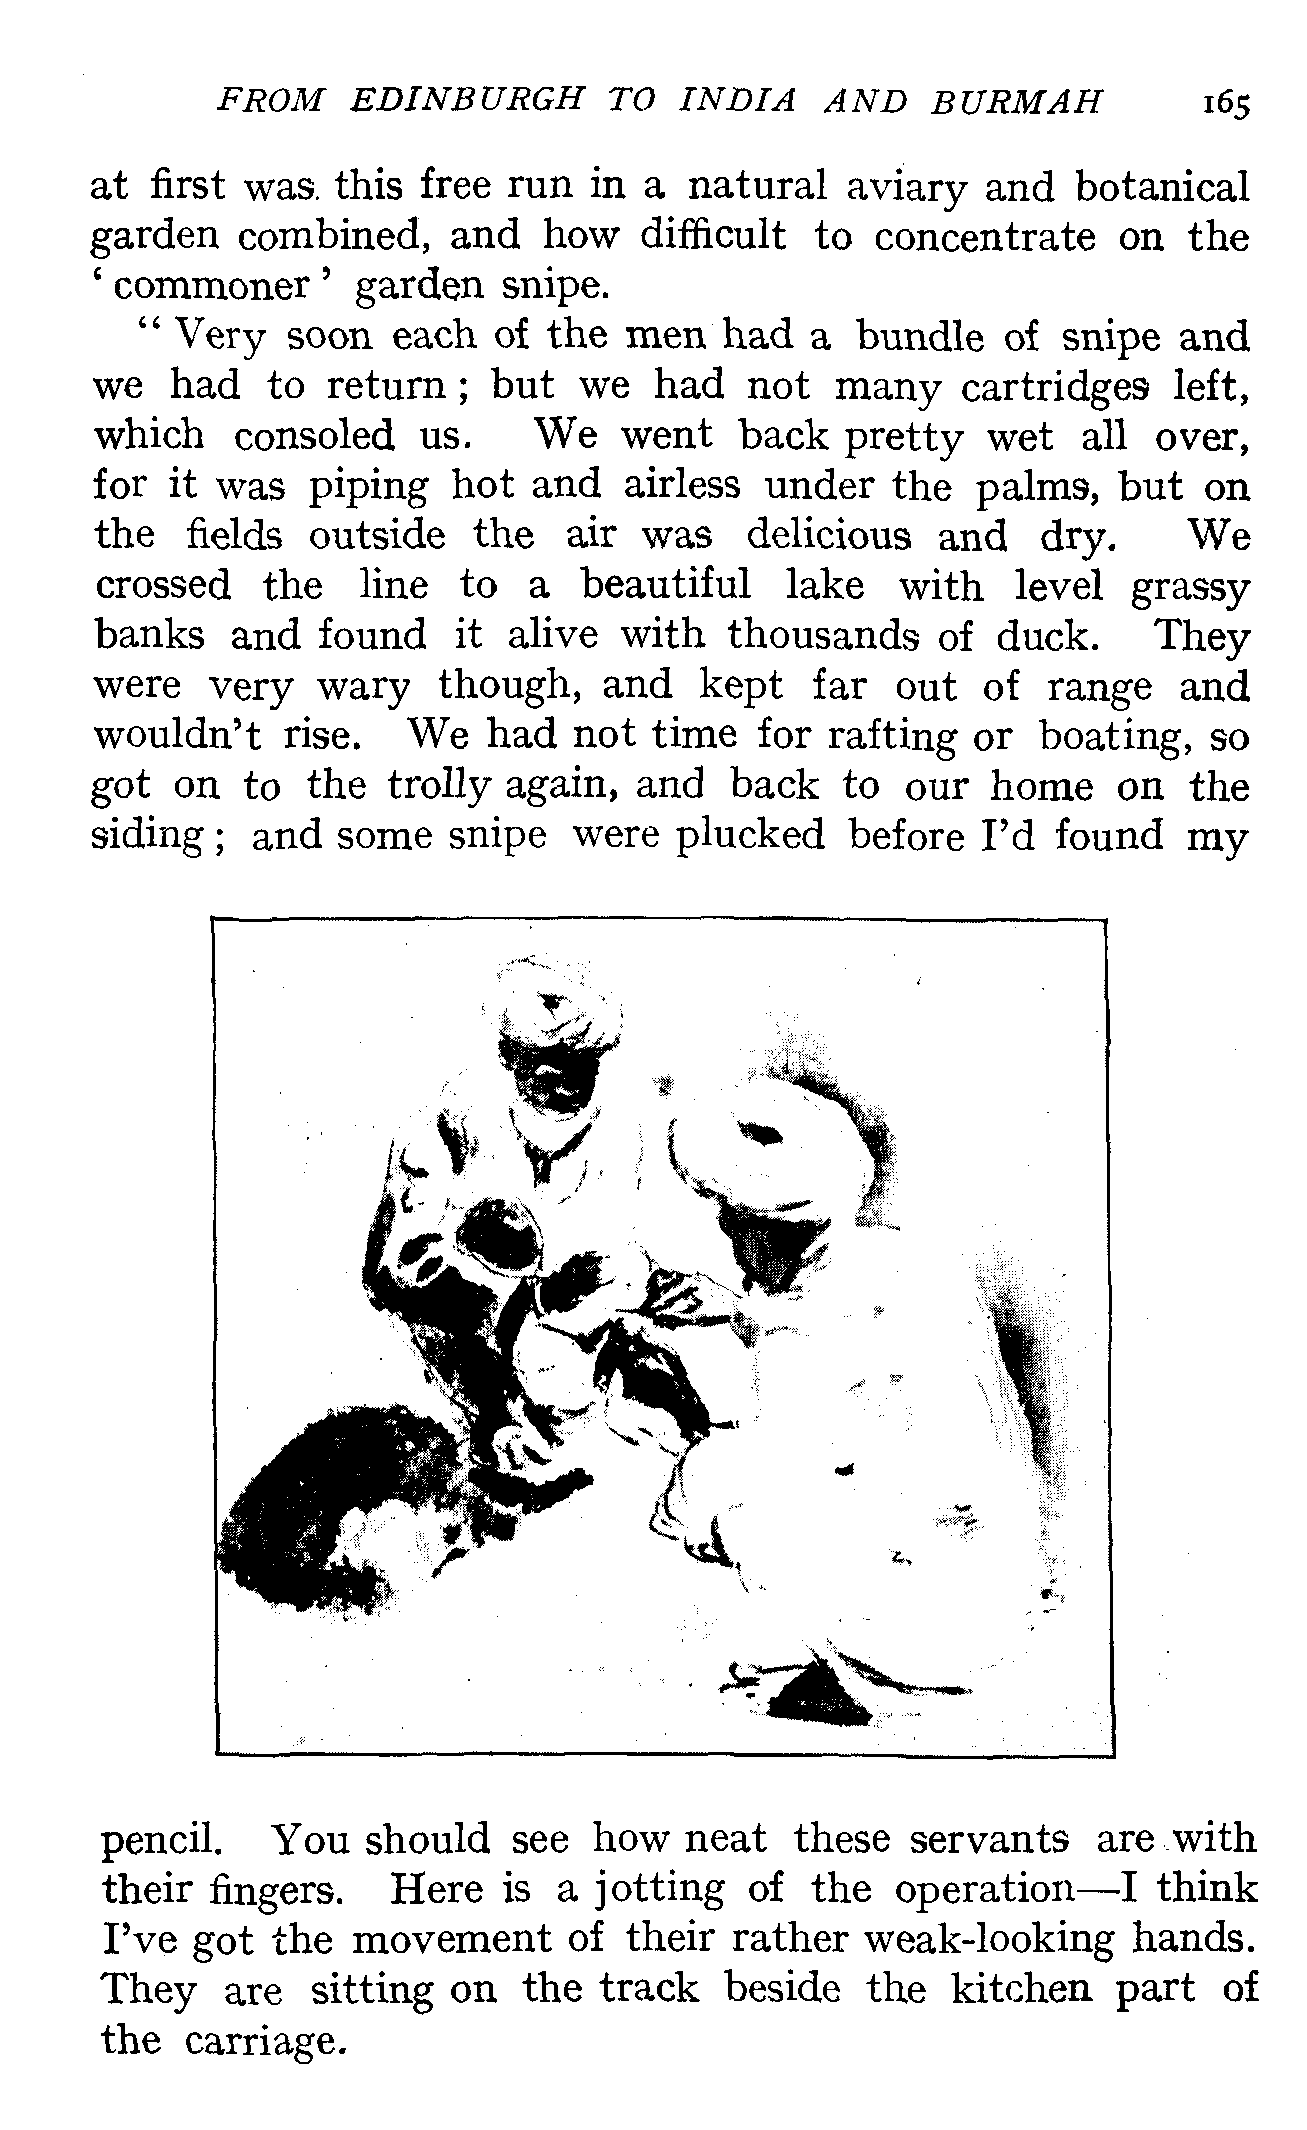 FROM EDINBURGH TO INDIA AND BURMAH 165
at first was this free run in a natural aviary and botanical
garden combined, and how difficult to concentrate on the
‘ commoner ’ garden snipe.
“ Very soon each of the men had a bundle of snipe and
we had to return ; but we had not many cartridges left,
which consoled us. We went back pretty wet all over,
for it was piping hot and airless under the palms, but on
the fields outside the air was delicious and dry. We
crossed the line to a beautiful lake with level grassy
banks and found it alive with thousands of duck. They
were very wary though, and kept far out of range and
wouldn’t rise. We had not time for rafting or boating, so
got on to the trolly again, and back to our home on the
siding ; and some snipe were plucked before I’d found my
pencil. You should see how neat these servants are with
their fingers. Here is a jotting of the operation—I think
I’ve got the movement of their rather weak-looking hands.
They are sitting on the track beside the kitchen part of
the carriage.